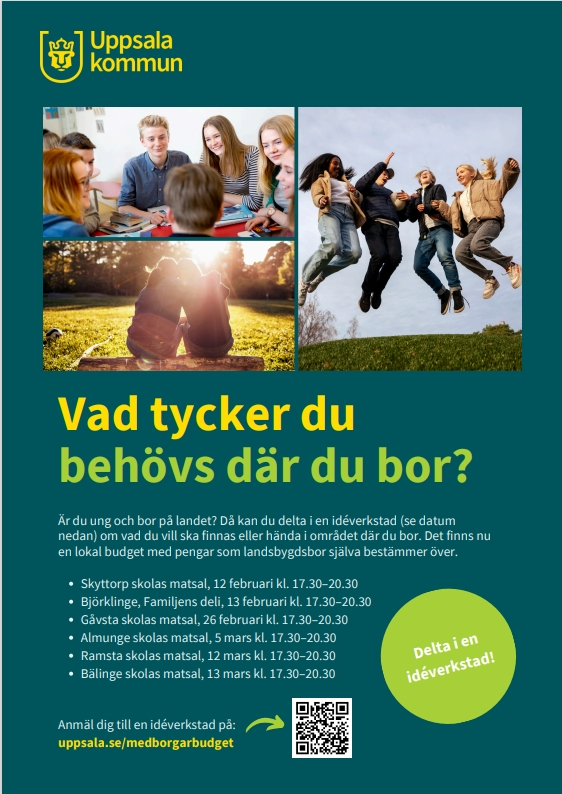 Uppsala
kommun
Vad tycker du
behövs där du bor?
Är du ung och bor på landet? Då kan du delta i en idéverkstad (se datum
nedan) om vad du vill ska finnas eller hända i området där du bor. Det finns nu
en lokal budget med pengar som landsbygdsbor själva bestämmer över.
• Skyttorp skolas matsal, 12 februari kl. 17.30–20.30
• Björklinge, Familjens deli, 13 februari kl. 17.30–20.30
• Gåvsta skolas matsal, 26 februari kl. 17.30–20.30
• Almunge skolas matsal, 5 mars kl. 17.30–20.30
• Ramsta skolas matsal, 12 mars kl. 17.30–20.30
• Bälinge skolas matsal, 13 mars kl. 17.30–20.30
Delta i en
idéverkstad!
Anmäl dig till en idéverkstad på:
uppsala.se/medborgarbudget